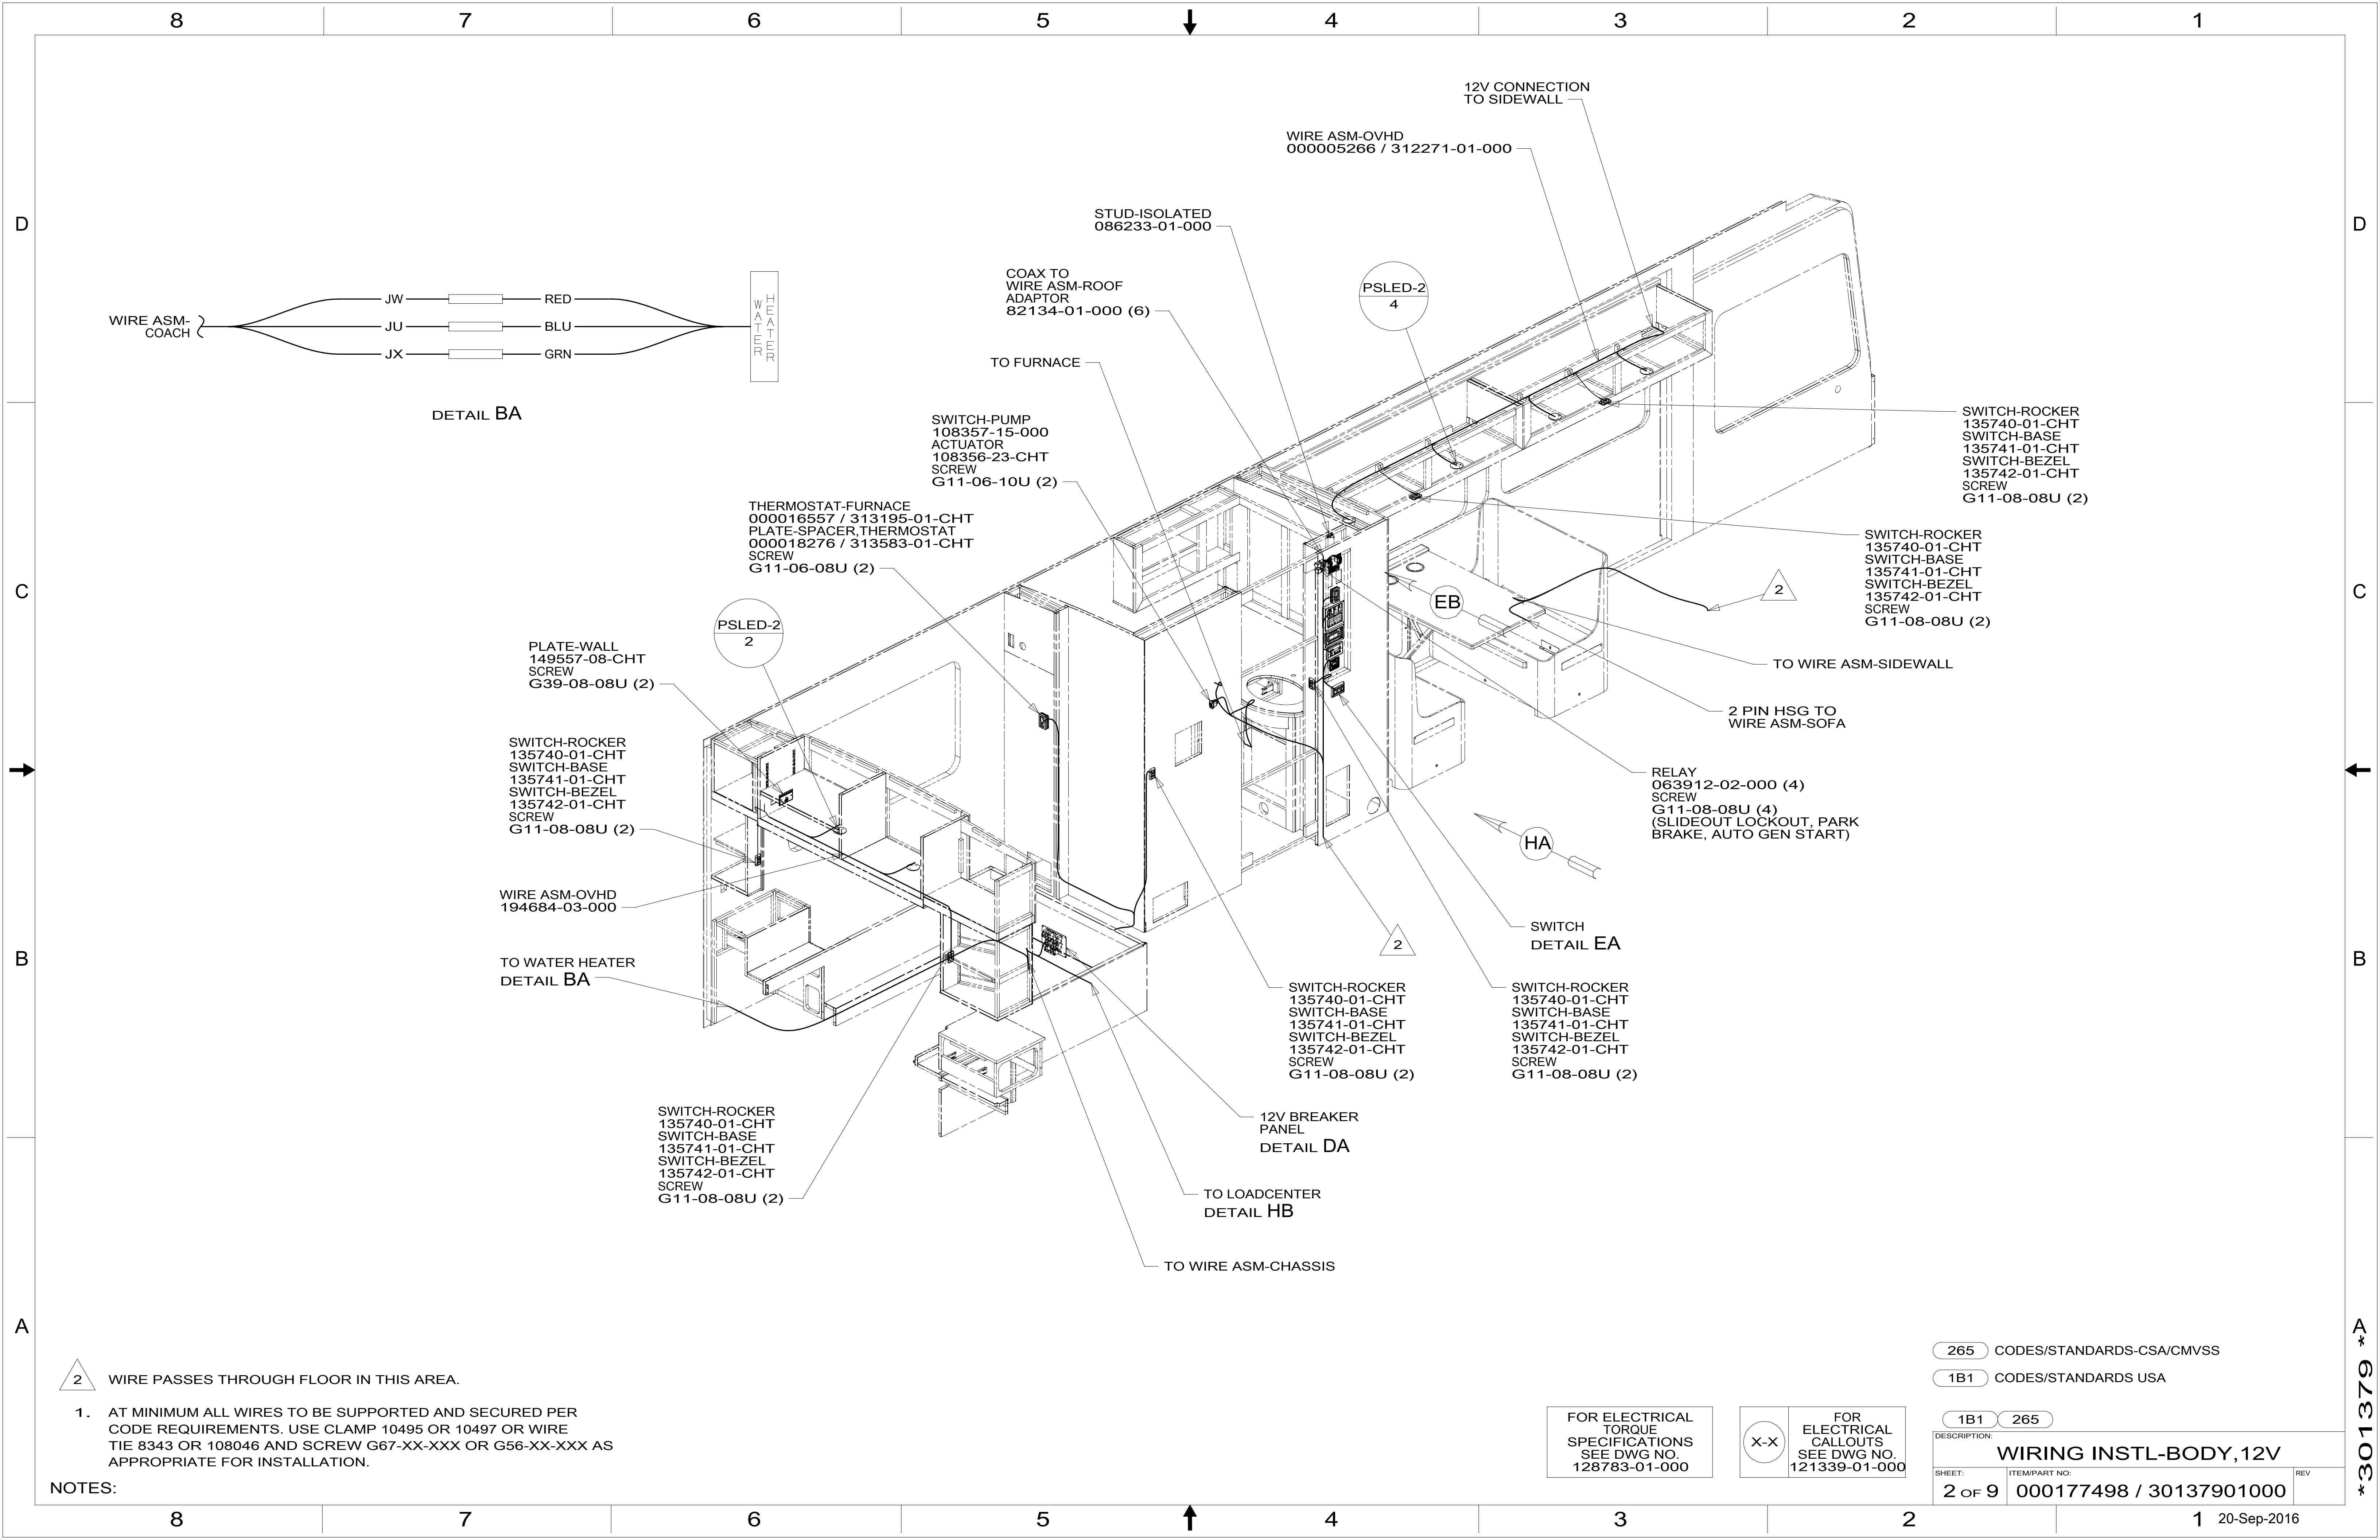 8 7 6 5 4 3 2 1
12V CONNECTION
TO SIDEWALL
WIRE ASM-OVHD
000005266 / 312271-01-000
D
D
STUD-ISOLATED
086233-01-000
COAX TO
WIRE ASM-ROOF
ADAPTOR
82134-01-000 (6)
PSLED-2
4
WIRE ASM-
COACH
JW RED
JU BLU
JX GRN
WATER
HEATER
DETAIL BA
TO FURNACE
SWITCH-PUMP
108357-15-000
ACTUATOR
108356-23-CHT
SCREW
G11-06-10U (2)
SWITCH-ROCKER
135740-01-CHT
SWITCH-BASE
135741-01-CHT
SWITCH-BEZEL
135742-01-CHT
SCREW
G11-08-08U (2)
THERMOSTAT-FURNACE
000016557 / 313195-01-CHT
PLATE-SPACER,THERMOSTAT
000018276 / 313583-01-CHT
SCREW
G11-06-08U (2)
SWITCH-ROCKER
135740-01-CHT
SWITCH-BASE
135741-01-CHT
SWITCH-BEZEL
135742-01-CHT
SCREW
G11-08-08U (2)
C
C
EB
2
PSLED-2
2
PLATE-WALL
149557-08-CHT
SCREW
G39-08-08U (2)
TO WIRE ASM-SIDEWALL
2 PIN HSG TO
WIRE ASM-SOFA
SWITCH-ROCKER
135740-01-CHT
SWITCH-BASE
135741-01-CHT
SWITCH-BEZEL
135742-01-CHT
SCREW
G11-08-08U (2)
RELAY
063912-02-000 (4)
SCREW
G11-08-08U (4)
(SLIDEOUT LOCKOUT, PARK
BRAKE, AUTO GEN START)
HA
WIRE ASM-OVHD
194684-03-000
SWITCH
DETAIL EA
2
B
B
TO WATER HEATER
DETAIL BA
SWITCH-ROCKER
135740-01-CHT
SWITCH-BASE
135741-01-CHT
SWITCH-BEZEL
135742-01-CHT
SCREW
G11-08-08U (2)
SWITCH-ROCKER
135740-01-CHT
SWITCH-BASE
135741-01-CHT
SWITCH-BEZEL
135742-01-CHT
SCREW
G11-08-08U (2)
SWITCH-ROCKER
135740-01-CHT
SWITCH-BASE
135741-01-CHT
SWITCH-BEZEL
135742-01-CHT
SCREW
G11-08-08U (2)
12V BREAKER
PANEL
DETAIL DA
TO LOADCENTER
DETAIL HB
TO WIRE ASM-CHASSIS
A
A
*301379*
2 WIRE PASSES THROUGH FLOOR IN THIS AREA.
1. AT MINIMUM ALL WIRES TO BE SUPPORTED AND SECURED PER
CODE REQUIREMENTS. USE CLAMP 10495 OR 10497 OR WIRE
TIE 8343 OR 108046 AND SCREW G67-XX-XXX OR G56-XX-XXX AS
APPROPRIATE FOR INSTALLATION.
NOTES:
FOR ELECTRICAL
TORQUE
SPECIFICATIONS
SEE DWG NO.
128783-01-000
X-X
FOR
ELECTRICAL
CALLOUTS
SEE DWG NO.
121339-01-000
265 CODES/STANDARDS-CSA/CMVSS
1B1 CODES/STANDARDS USA
1B1 265
DESCRIPTION:
WIRING INSTL-BODY,12V
SHEET: ITEM/PART NO: REV
2 OF 9 000177498 / 30137901000
8 7 6 5 4 3 2 1
20-Sep-2016